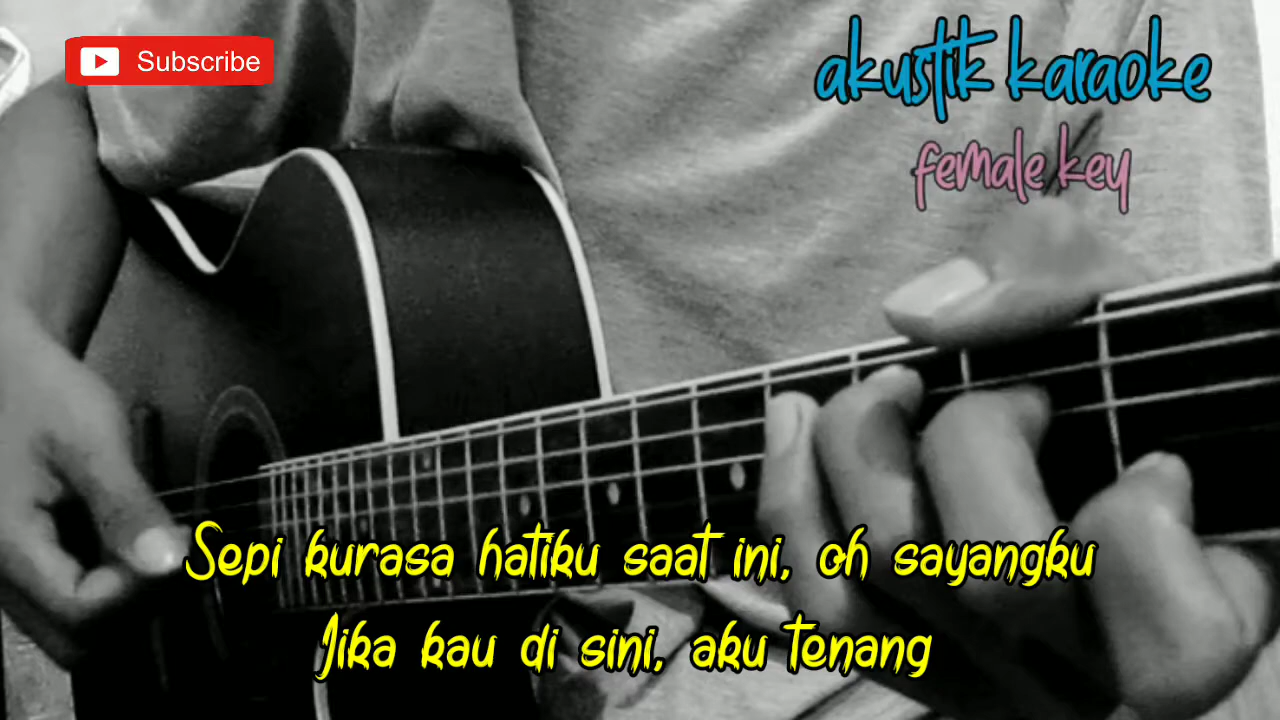 Subscribe
akustik karaoke
female key
Sepi kurasa hatiku saat ini, oh sayangku
Jika kau di sini, aku tenang